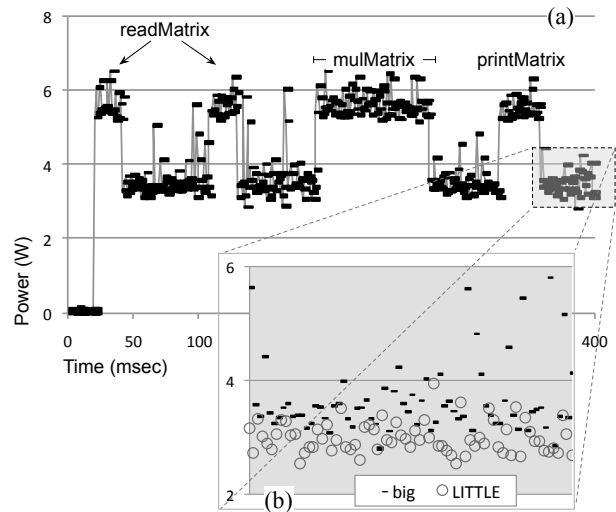 (a)
readMatrix
mulMatrix
printMatrix
8
6
4
2
0
Power (W)
0
50
100
400
Time (msec)
6
4
2
(b)
big
LITTLE